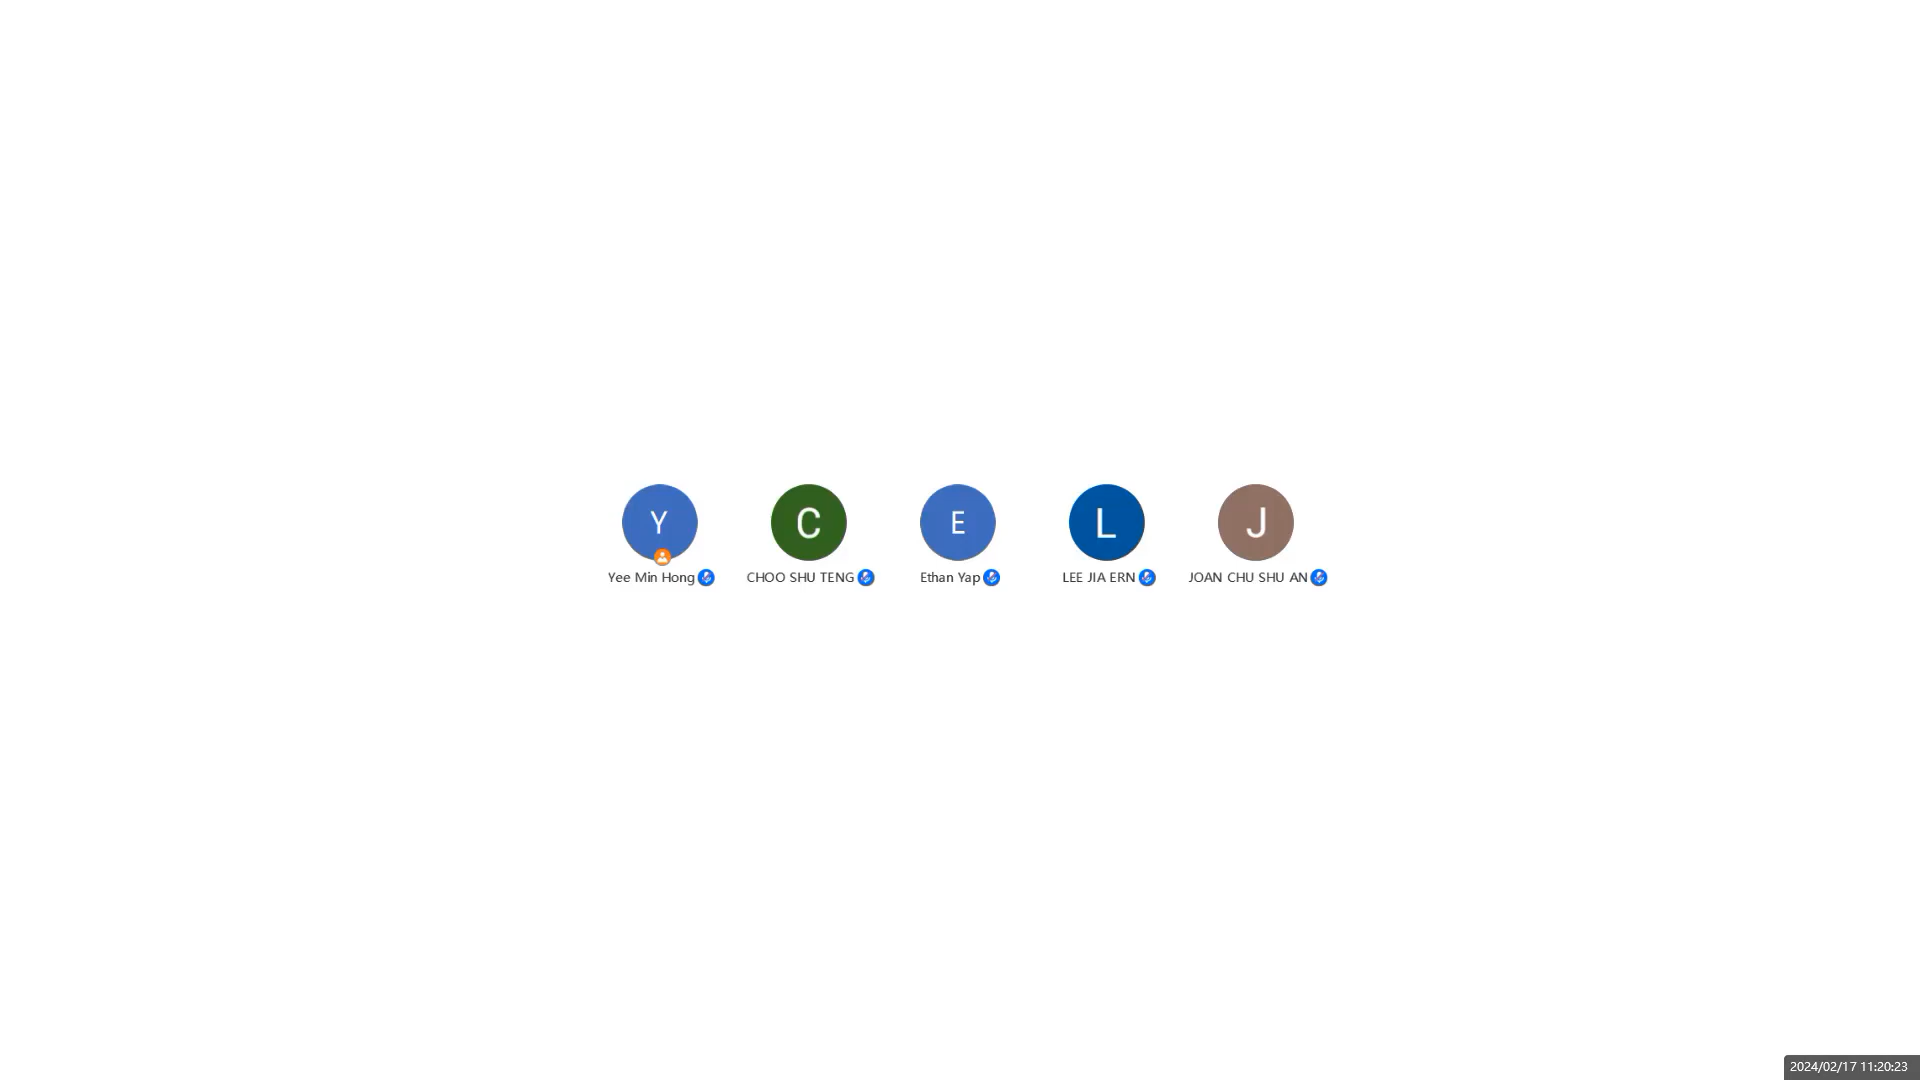 Y C E L J
Yee Min Hong CHOO SHU TENG Ethan Yap LEE JIA ERN JOAN CHU SHU AN
2024/02/17 11:20:23